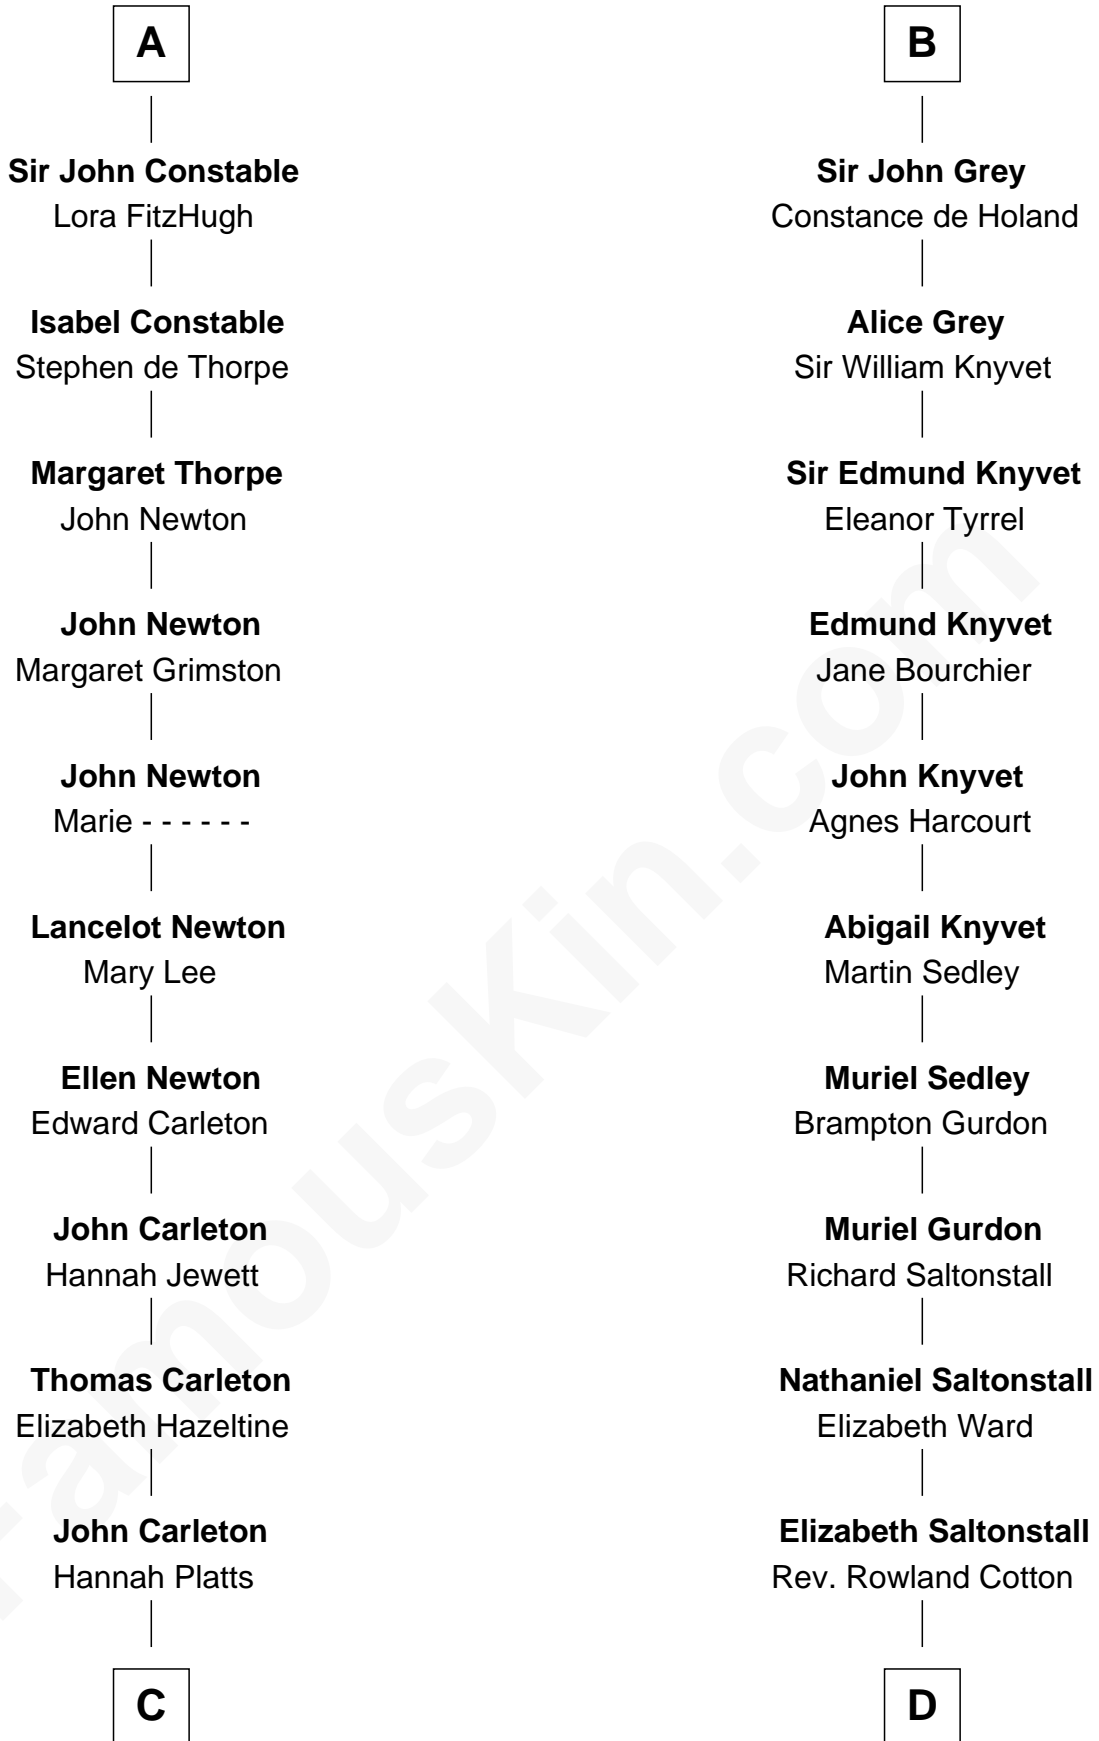 A
Sir John Constable
Lora FitzHugh
Isabel Constable
Stephen de Thorpe
Margaret Thorpe
John Newton
John Newton
Margaret Grimston
John Newton
Marie - - - - - -
Lancelot Newton
Mary Lee
Ellen Newton
Edward Carleton
John Carleton
Hannah Jewett
Thomas Carleton
Elizabeth Hazeltine
John Carleton
Hannah Platts
C
B
Sir John Grey
Constance de Holand
Alice Grey
Sir William Knyvet
Sir Edmund Knyvet
Eleanor Tyrrel
Edmund Knyvet
Jane Bourchier
John Knyvet
Agnes Harcourt
Abigail Knyvet
Martin Sedley
Muriel Sedley
Brampton Gurdon
Muriel Gurdon
Richard Saltonstall
Nathaniel Saltonstall
Elizabeth Ward
Elizabeth Saltonstall
Rev. Rowland Cotton
D
FamousKin.com